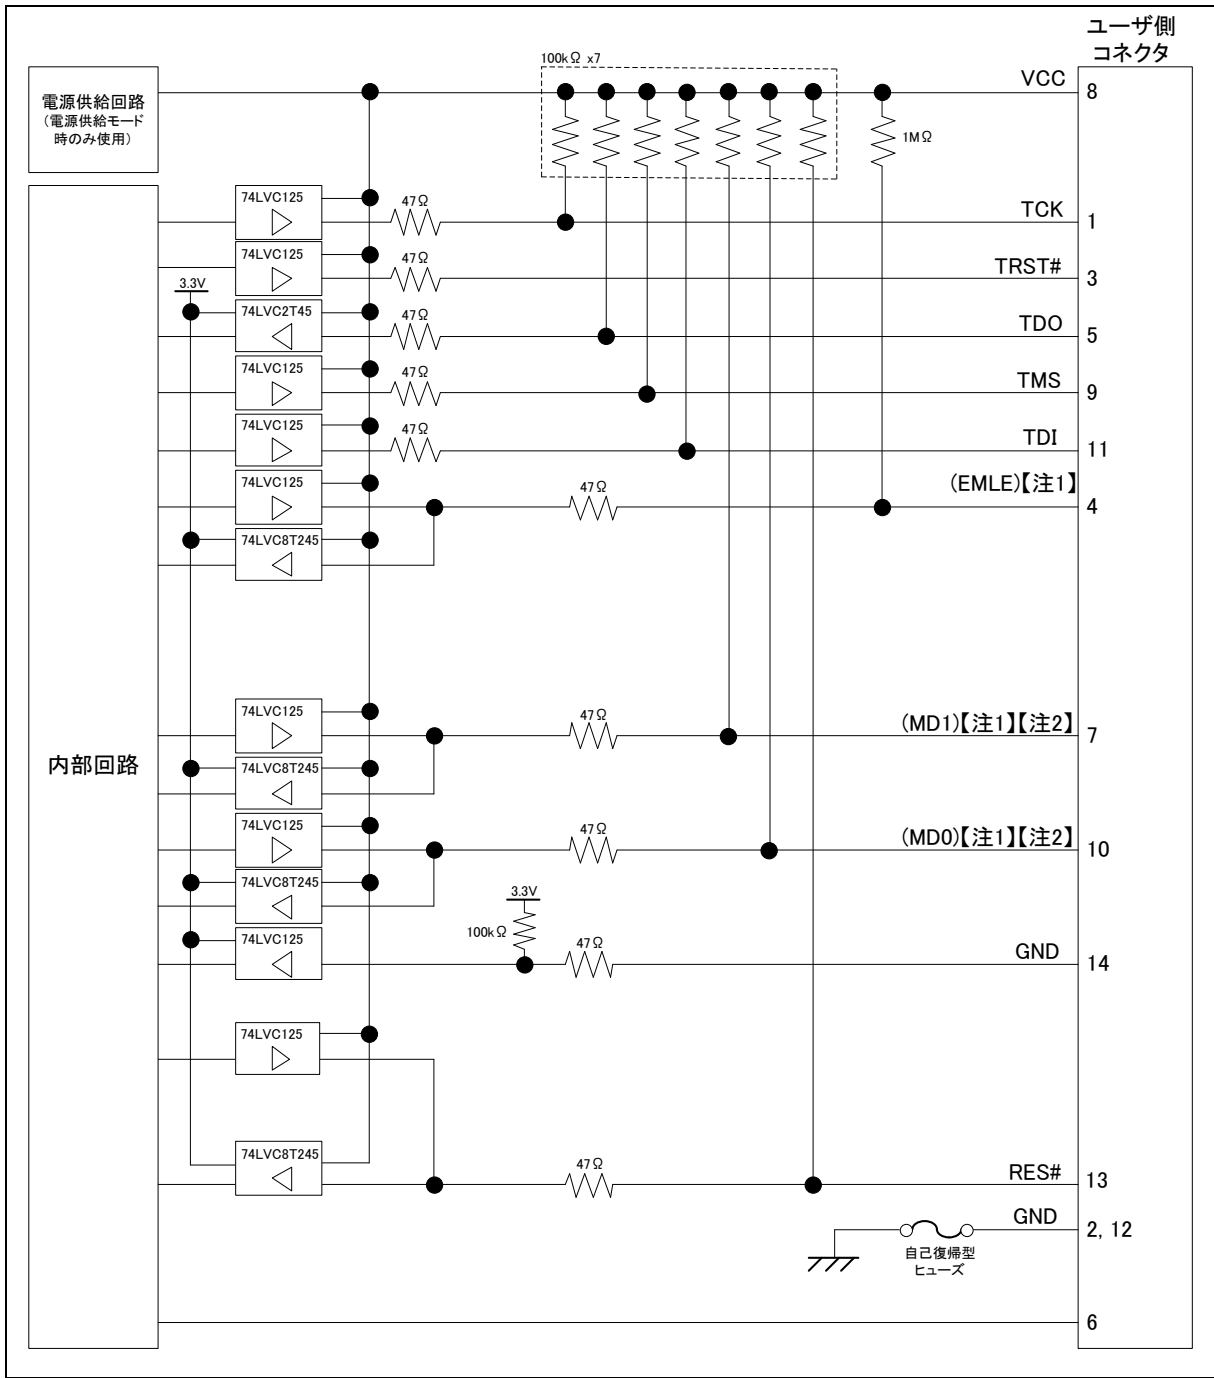 ユーザ側
コネクタ
100kΩ x7
VCC
8
電源供給回路
(電源供給モード
時のみ使用)
1MΩ
74LVC125
47Ω
TCK
1
74LVC125
47Ω
TRST#
3
3.3V
74LVC2T45
47Ω
TDO
5
74LVC125
47Ω
TMS
9
74LVC125
47Ω
TDI
11
74LVC125
47Ω
(EMLE)【注1】
4
74LVC8T245
74LVC125
47Ω
(MD1)【注1】【注2】
7
内部回路
74LVC8T245
74LVC125
47Ω
(MD0)【注1】【注2】
10
74LVC8T245
3.3V
100kΩ
74LVC125
47Ω
GND
14
74LVC125
74LVC8T245
47Ω
RES#
13
GND
2, 12
自己復帰型
ヒューズ
6